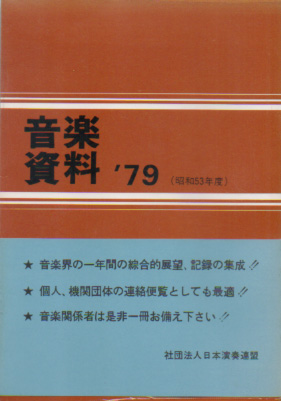 音楽
資料 '79 (昭和53年度)
★ 音楽界の一年間の綜合的展望、記録の集成!!
★ 個人、機関団体の連絡便覧としても最適!!
★ 音楽関係者は是非一冊お備え下さい!!
社団法人日本演奏連盟